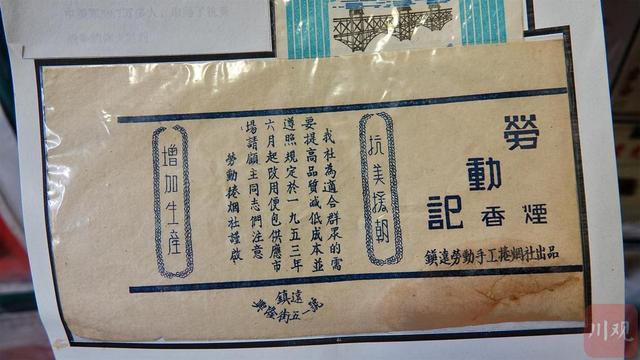 勞動記
香煙
鎮遠勞動手工捲烟社出品
抗美援朝
我社为適合群眾的需
要提高品質減低成本並
遵照規定於一九五三年
六月起改用便包供應市
場請顧主同志們注意
勞動捲烟社謹啟
增加生産
鎮遠
街五一號
川观